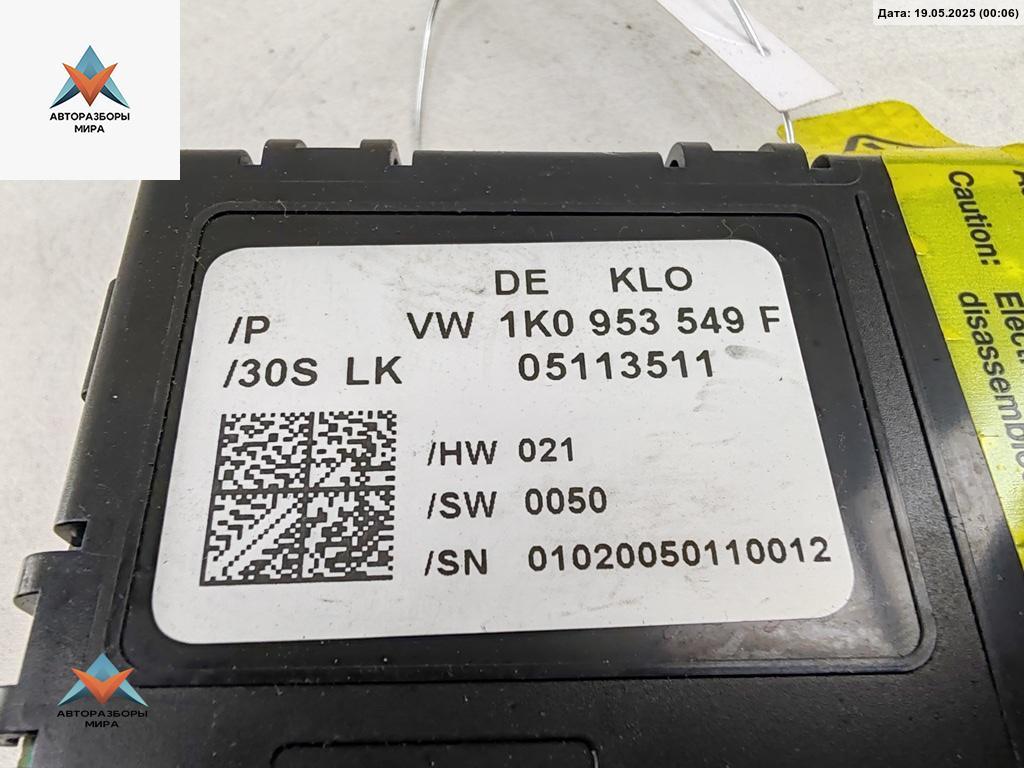 Дата: 19.05.2025 (00:06)
АВТОРАЗБОРЫ
МИРА
DE KLO
/P VW 1K0 953 549 F
/30S LK 05113511
/HW 021
/SW 0050
/SN 01020050110012
Caution:
disassemble
АВТОРАЗБОРЫ
МИРА